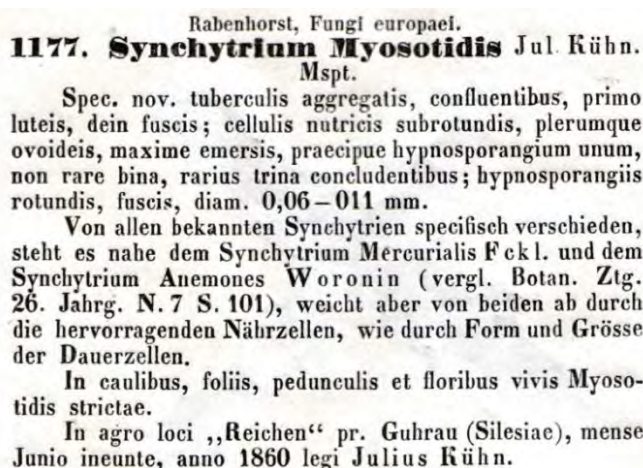 Rabenhorst, Fungi europaei.
1177. Synchytrium Myosotidis Jul. Kühn.
Mspt.
Spec. nov. tuberculis aggregatis, confluentibus, primo
luteis, dein fuscis; cellulis nutricis subrotundis, plerumque
ovoideis, maxime emersis, praecipue hypnosporangium unum,
non rare bina, rarius trina concludentibus; hypnosporangiis
rotundis, fuscis, diam. 0,06–011 mm.
Von allen bekannten Synchytrien specifisch verschieden,
steht es nahe dem Synchytrium Mercurialis Fckl. und dem
Synchytrium Anemones Woronin (vergl. Botan. Ztg.
26. Jahrg. N. 7 S. 101), weicht aber von beiden ab durch
die hervorragenden Nährzellen, wie durch Form und Grösse
der Dauerzellen.
In caulibus, foliis, pedunculis et floribus vivis Myoso-
tidis strictae.
In agro loci „Reichen“ pr. Guhrau (Silesiae), mense
Junio ineunte, anno 1860 legi Julius Kühn.